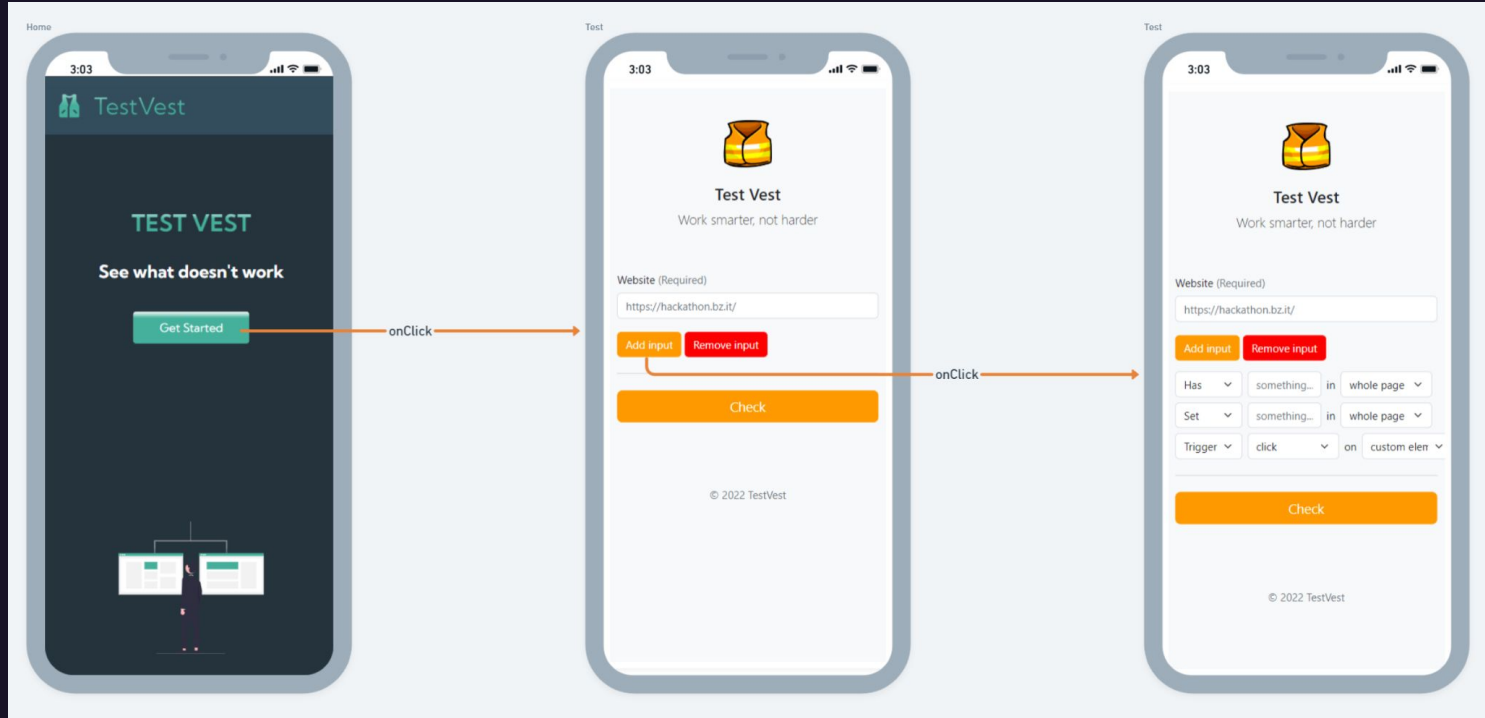 Home
3:03
TestVest
TEST VEST
See what doesn't work
Get Started
onClick
Test
3:03
Test Vest
Work smarter, not harder
Website (Required)
https://hackathon.bz.it/
Add input Remove input
Check
© 2022 TestVest
onClick
Test
3:03
Test Vest
Work smarter, not harder
Website (Required)
https://hackathon.bz.it/
Add input Remove input
Has something... in whole page
Set something... in whole page
Trigger click on custom elem
Check
© 2022 TestVest